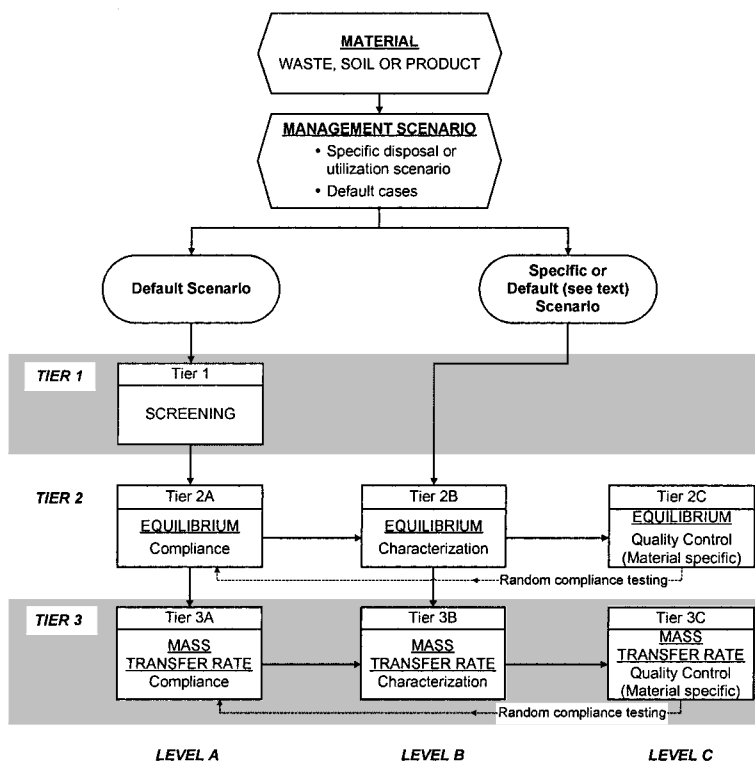 MATERIAL
WASTE, SOIL OR PRODUCT
MANAGEMENT SCENARIO
• Specific disposal or
utilization scenario
• Default cases
Default Scenario
Specific or
Default (see text)
Scenario
TIER 1
Tier 1
SCREENING
TIER 2
Tier 2A
EQUILIBRIUM
Compliance
Tier 2B
EQUILIBRIUM
Characterization
Tier 2C
EQUILIBRIUM
Quality Control
(Material specific)
Random compliance testing
TIER 3
Tier 3A
MASS
TRANSFER RATE
Compliance
Tier 3B
MASS
TRANSFER RATE
Characterization
Tier 3C
MASS
TRANSFER RATE
Quality Control
(Material specific)
Random compliance testing
LEVEL A
LEVEL B
LEVEL C